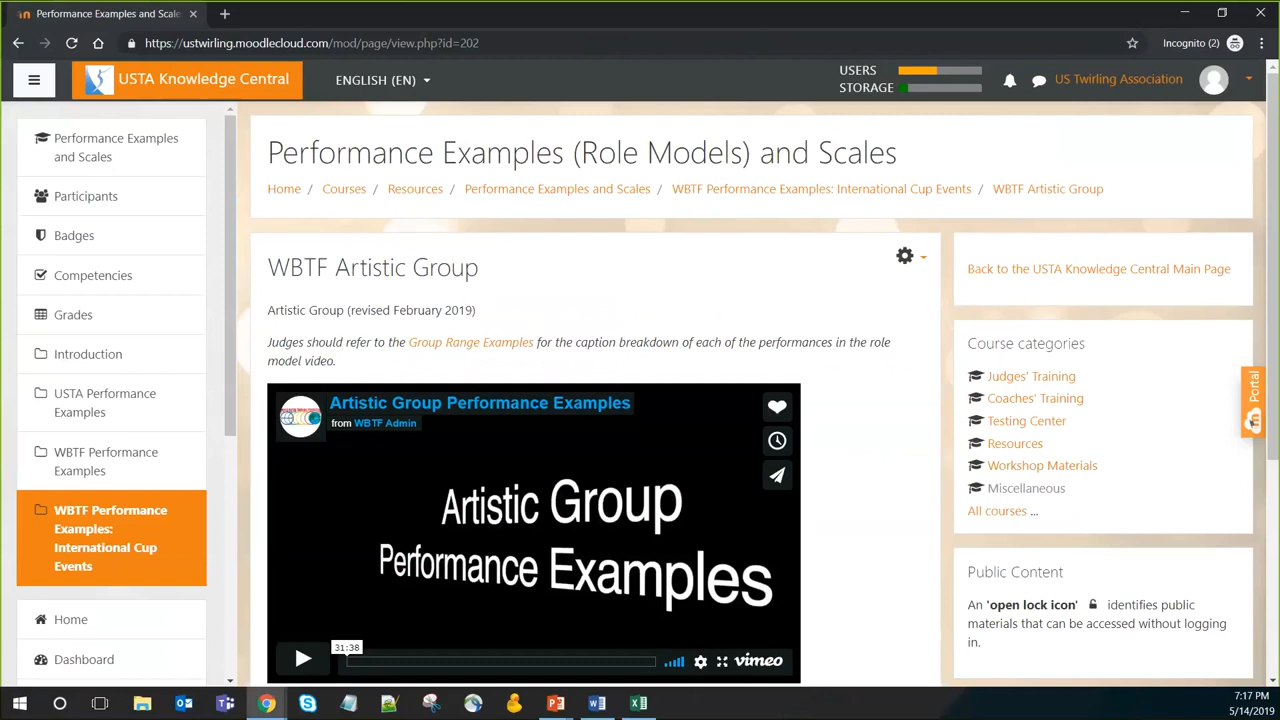 Performance Examples and Scales
https://ustwirling.moodlecloud.com/mod/page/view.php?id=202
Incognito (2)
USTA Knowledge Central
ENGLISH (EN)
USERS
STORAGE
US Twirling Association
Performance Examples
and Scales
Participants
Badges
Competencies
Grades
Introduction
USTA Performance
Examples
WBTF Performance
Examples
WBTF Performance
Examples:
International Cup
Events
Home
Dashboard
Performance Examples (Role Models) and Scales
Home / Courses / Resources / Performance Examples and Scales / WBTF Performance Examples: International Cup Events / WBTF Artistic Group
WBTF Artistic Group
Artistic Group (revised February 2019)
Judges should refer to the Group Range Examples for the caption breakdown of each of the performances in the role
model video.
Artistic Group Performance Examples
from WBTF Admin
Artistic Group
Performance Examples
31:38
vimeo
Back to the USTA Knowledge Central Main Page
Course categories
Judges' Training
Coaches' Training
Testing Center
Resources
Workshop Materials
Miscellaneous
All courses ...
Public Content
An 'open lock icon' identifies public
materials that can be accessed without logging
in.
Portal
7:17 PM
5/14/2019